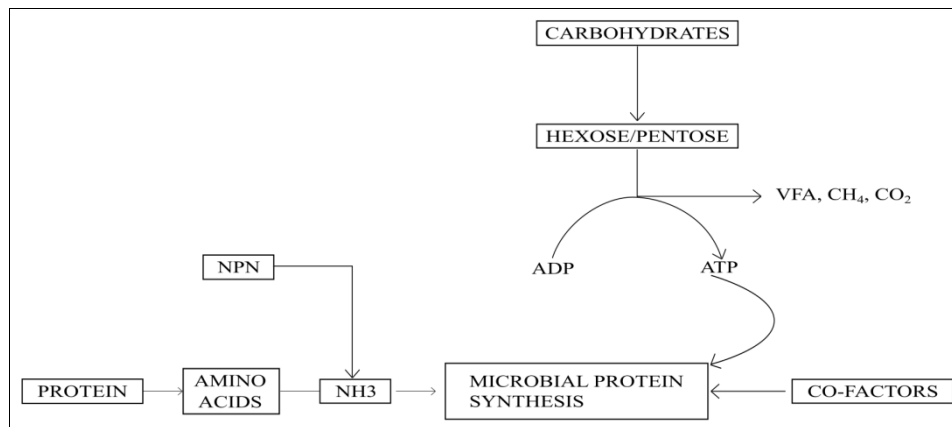 CARBOHYDRATES
HEXOSE/PENTOSE
VFA, CH₄, CO₂
NPN
ADP
ATP
PROTEIN
AMINO
ACIDS
NH3
MICROBIAL PROTEIN
SYNTHESIS
CO-FACTORS